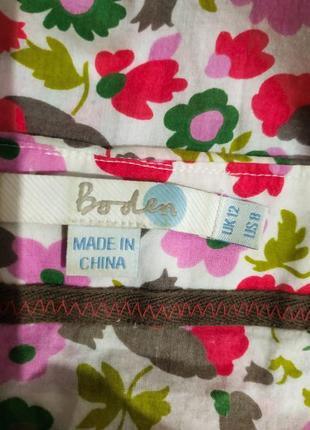 Boden
UK 12
US 8
MADE IN
CHINA